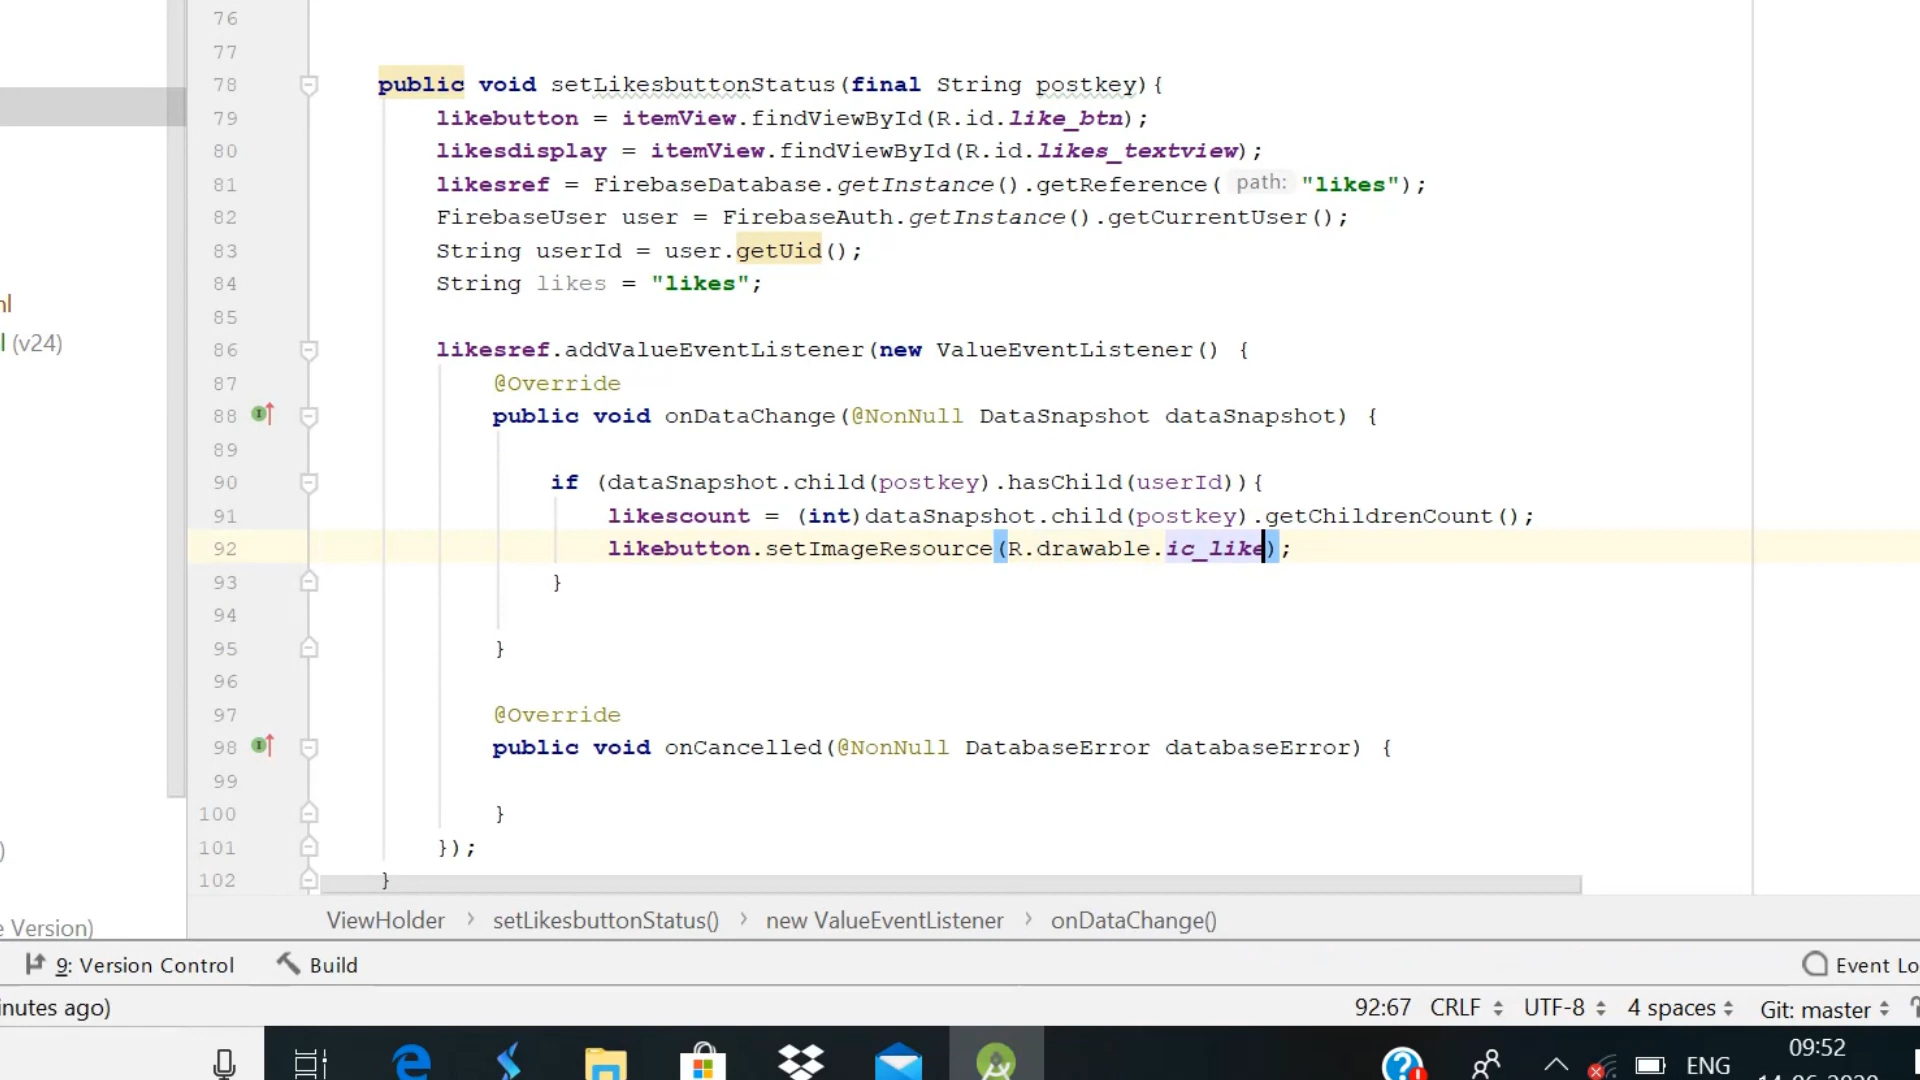 76
77
78 public void setLikesbuttonStatus(final String postkey){
79 likebutton = itemView.findViewById(R.id.like_btn);
80 likesdisplay = itemView.findViewById(R.id.likes_textview);
81 likesref = FirebaseDatabase.getInstance().getReference( path: "likes");
82 FirebaseUser user = FirebaseAuth.getInstance().getCurrentUser();
83 String userId = user.getUid();
84 String likes = "likes";
85
86 likesref.addValueEventListener(new ValueEventListener() {
87 @Override
88 public void onDataChange(@NonNull DataSnapshot dataSnapshot) {
89
90 if (dataSnapshot.child(postkey).hasChild(userId)){
91 likescount = (int)dataSnapshot.child(postkey).getChildrenCount();
92 likebutton.setImageResource(R.drawable.ic_like);
93 }
94
95 }
96
97 @Override
98 public void onCancelled(@NonNull DatabaseError databaseError) {
99
100 }
101 });
102 }
(v24)
)
Version)
ViewHolder setLikesbuttonStatus() new ValueEventListener onDataChange()
9: Version Control Build Event Lo
inutes ago) 92:67 CRLF UTF-8 4 spaces Git: master
ENG 09:52